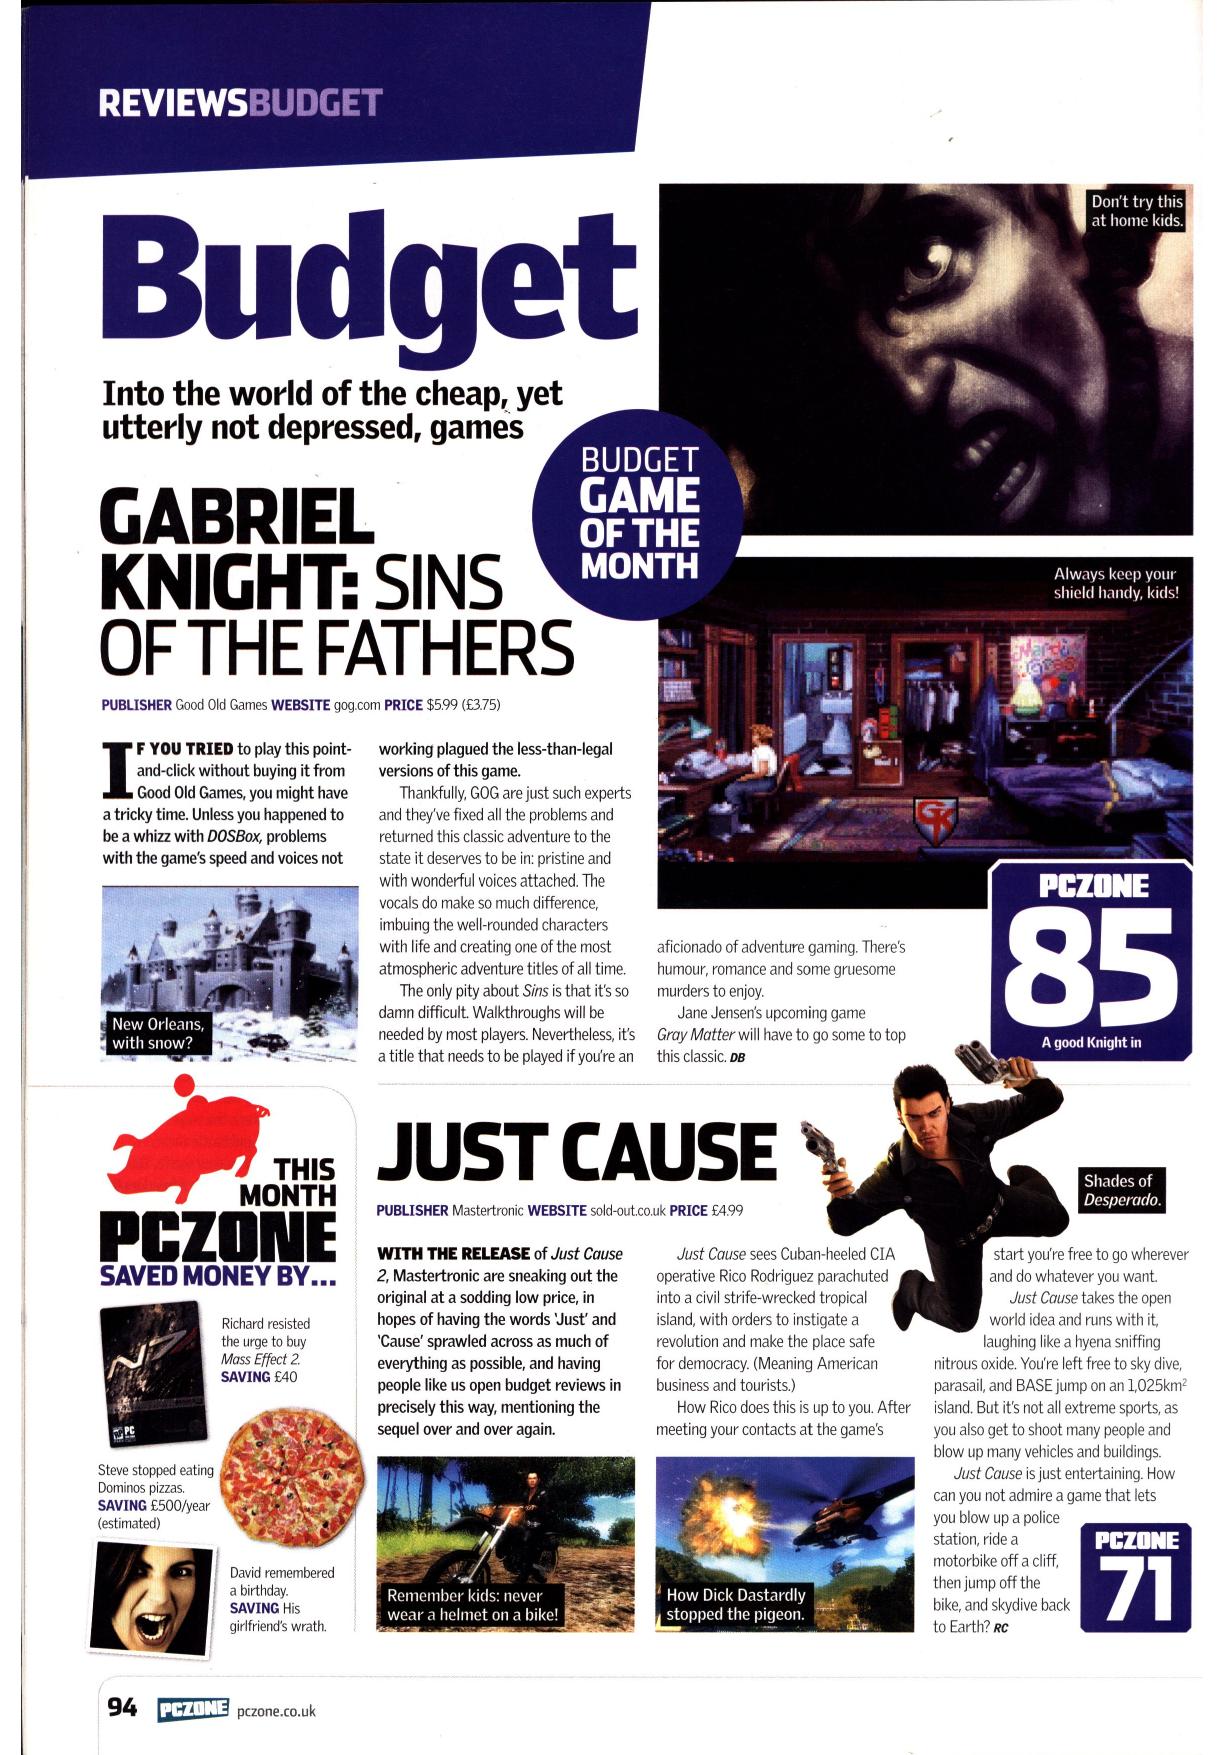 REVIEWSBUDGET
Budget
Into the world of the cheap, yet
utterly not depressed, games
BUDGET
GAME
OF THE
MONTH
Don't try this
at home kids.
GABRIEL
KNIGHT: SINS
OF THE FATHERS
PUBLISHER Good Old Games WEBSITE gog.com PRICE $5.99 (£3.75)
IF YOU TRIED to play this point-
and-click without buying it from
Good Old Games, you might have
a tricky time. Unless you happened to
be a whizz with DOSBox, problems
with the game's speed and voices not
New Orleans,
with snow?
working plagued the less-than-legal
versions of this game.
Thankfully, GOG are just such experts
and they've fixed all the problems and
returned this classic adventure to the
state it deserves to be in: pristine and
with wonderful voices attached. The
vocals do make so much difference,
imbuing the well-rounded characters
with life and creating one of the most
atmospheric adventure titles of all time.
The only pity about Sins is that it's so
damn difficult. Walkthroughs will be
needed by most players. Nevertheless, it's
a title that needs to be played if you're an
Always keep your
shield handy, kids!
Mardi
Gras
GK
aficionado of adventure gaming. There's
humour, romance and some gruesome
murders to enjoy.
Jane Jensen's upcoming game
Gray Matter will have to go some to top
this classic. DB
PCZONE
85
A good Knight in
THIS
MONTH
PCZONE
SAVED MONEY BY...
Richard resisted
the urge to buy
Mass Effect 2.
SAVING £40
PC
Steve stopped eating
Dominos pizzas.
SAVING £500/year
(estimated)
David remembered
a birthday.
SAVING His
girlfriend's wrath.
JUST CAUSE
PUBLISHER Mastertronic WEBSITE sold-out.co.uk PRICE £4.99
Shades of
Desperado.
WITH THE RELEASE of Just Cause
2, Mastertronic are sneaking out the
original at a sodding low price, in
hopes of having the words 'Just' and
'Cause' sprawled across as much of
everything as possible, and having
people like us open budget reviews in
precisely this way, mentioning the
sequel over and over again.
Remember kids: never
wear a helmet on a bike!
Just Cause sees Cuban-heeled CIA
operative Rico Rodriguez parachuted
into a civil strife-wrecked tropical
island, with orders to instigate a
revolution and make the place safe
for democracy. (Meaning American
business and tourists.)
How Rico does this is up to you. After
meeting your contacts at the game's
How Dick Dastardly
stopped the pigeon.
start you're free to go wherever
and do whatever you want.
Just Cause takes the open
world idea and runs with it,
laughing like a hyena sniffing
nitrous oxide. You're left free to sky dive,
parasail, and BASE jump on an 1,025km²
island. But it's not all extreme sports, as
you also get to shoot many people and
blow up many vehicles and buildings.
Just Cause is just entertaining. How
can you not admire a game that lets
you blow up a police
station, ride a
motorbike off a cliff,
then jump off the
bike, and skydive back
to Earth? RC
PCZONE
71
94 PCZONE pczone.co.uk